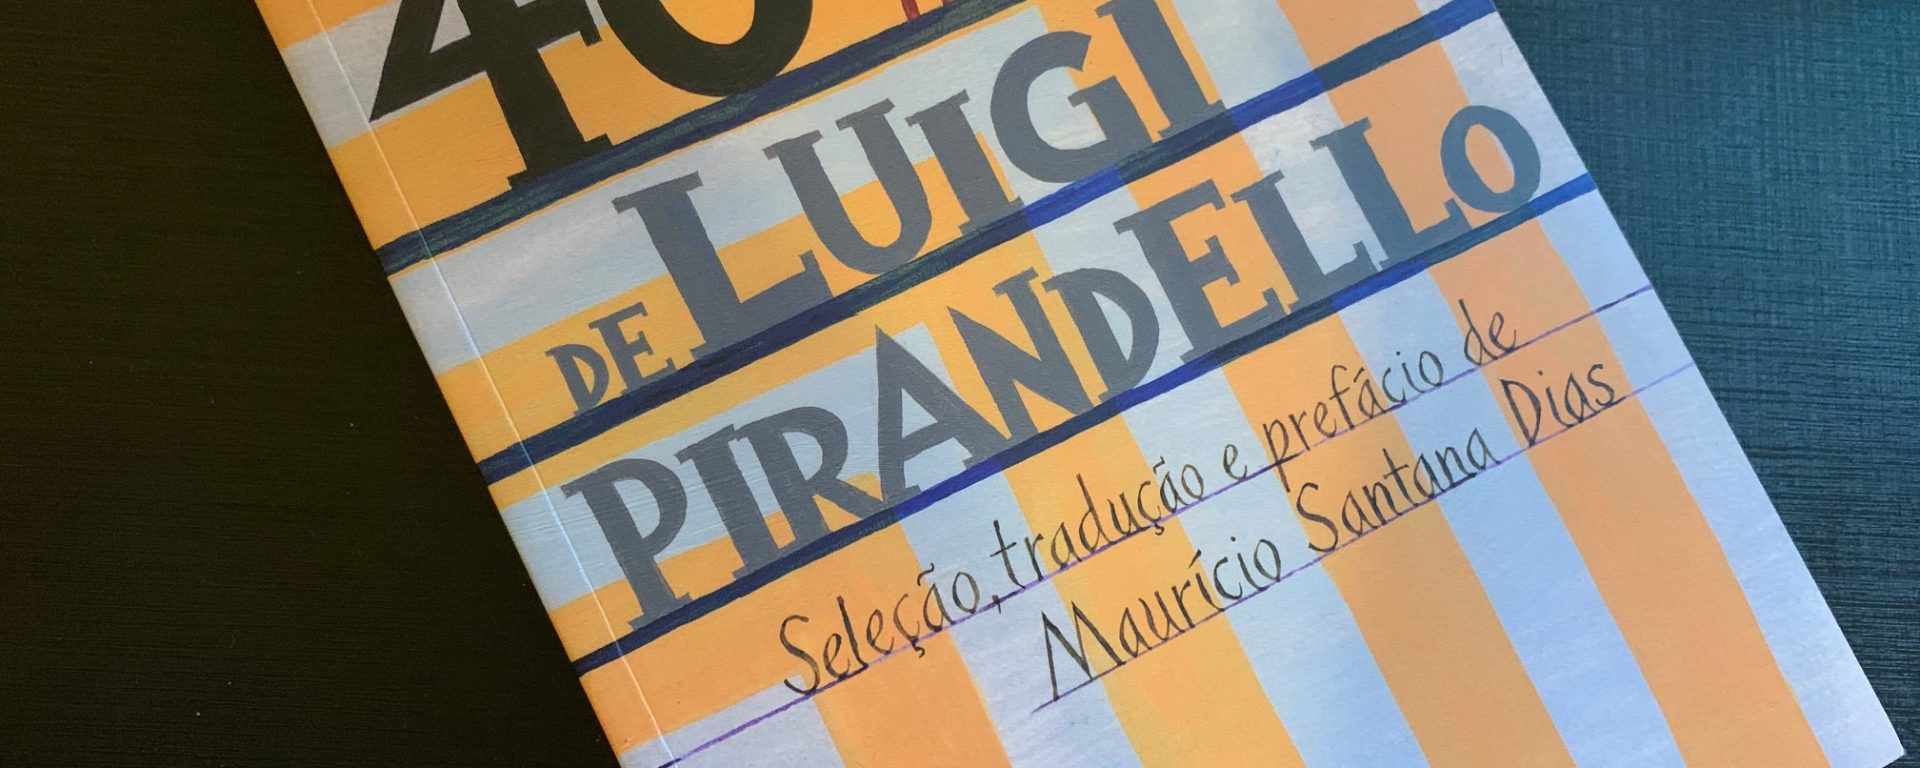 40
DE LUIGI
PIRANDELLO
Seleção, tradução e prefácio de
Maurício Santana Dias